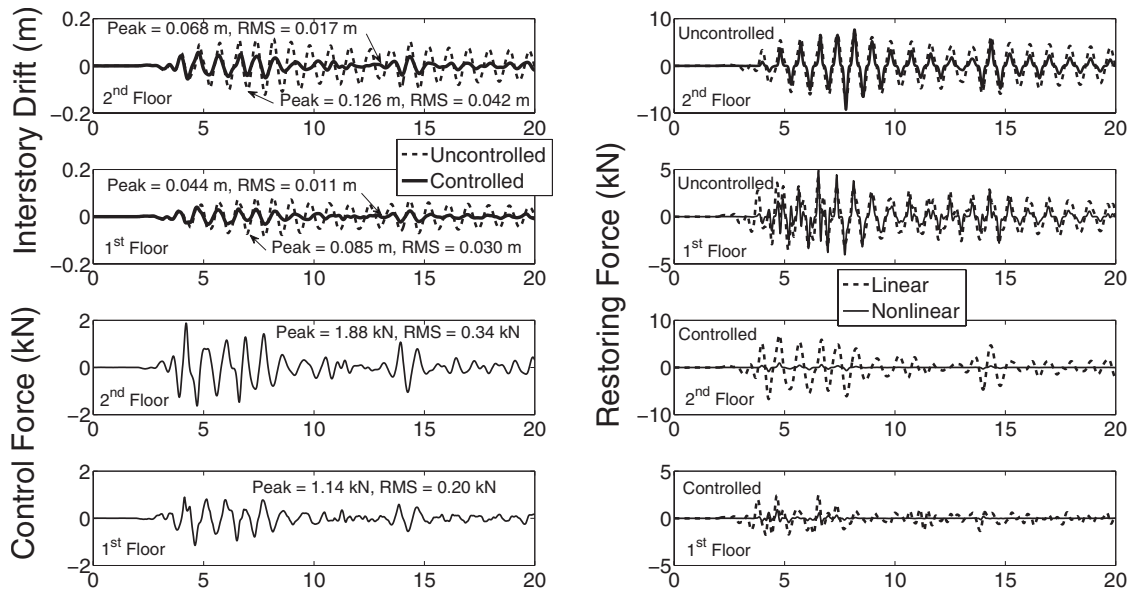 Interstory Drift (m)
0.2
0
−0.2
Peak = 0.068 m, RMS = 0.017 m
2nd Floor
Peak = 0.126 m, RMS = 0.042 m
0 5 10 15 20
Uncontrolled
Controlled
0.2
0
−0.2
Peak = 0.044 m, RMS = 0.011 m
1st Floor
Peak = 0.085 m, RMS = 0.030 m
0 5 10 15 20
Control Force (kN)
2
0
−2
Peak = 1.88 kN, RMS = 0.34 kN
2nd Floor
0 5 10 15 20
2
0
−2
Peak = 1.14 kN, RMS = 0.20 kN
1st Floor
0 5 10 15 20
Restoring Force (kN)
10
0
−10
Uncontrolled
2nd Floor
0 5 10 15 20
5
0
−5
Uncontrolled
1st Floor
0 5 10 15 20
Linear
Nonlinear
10
0
−10
Controlled
2nd Floor
0 5 10 15 20
5
0
−5
Controlled
1st Floor
0 5 10 15 20